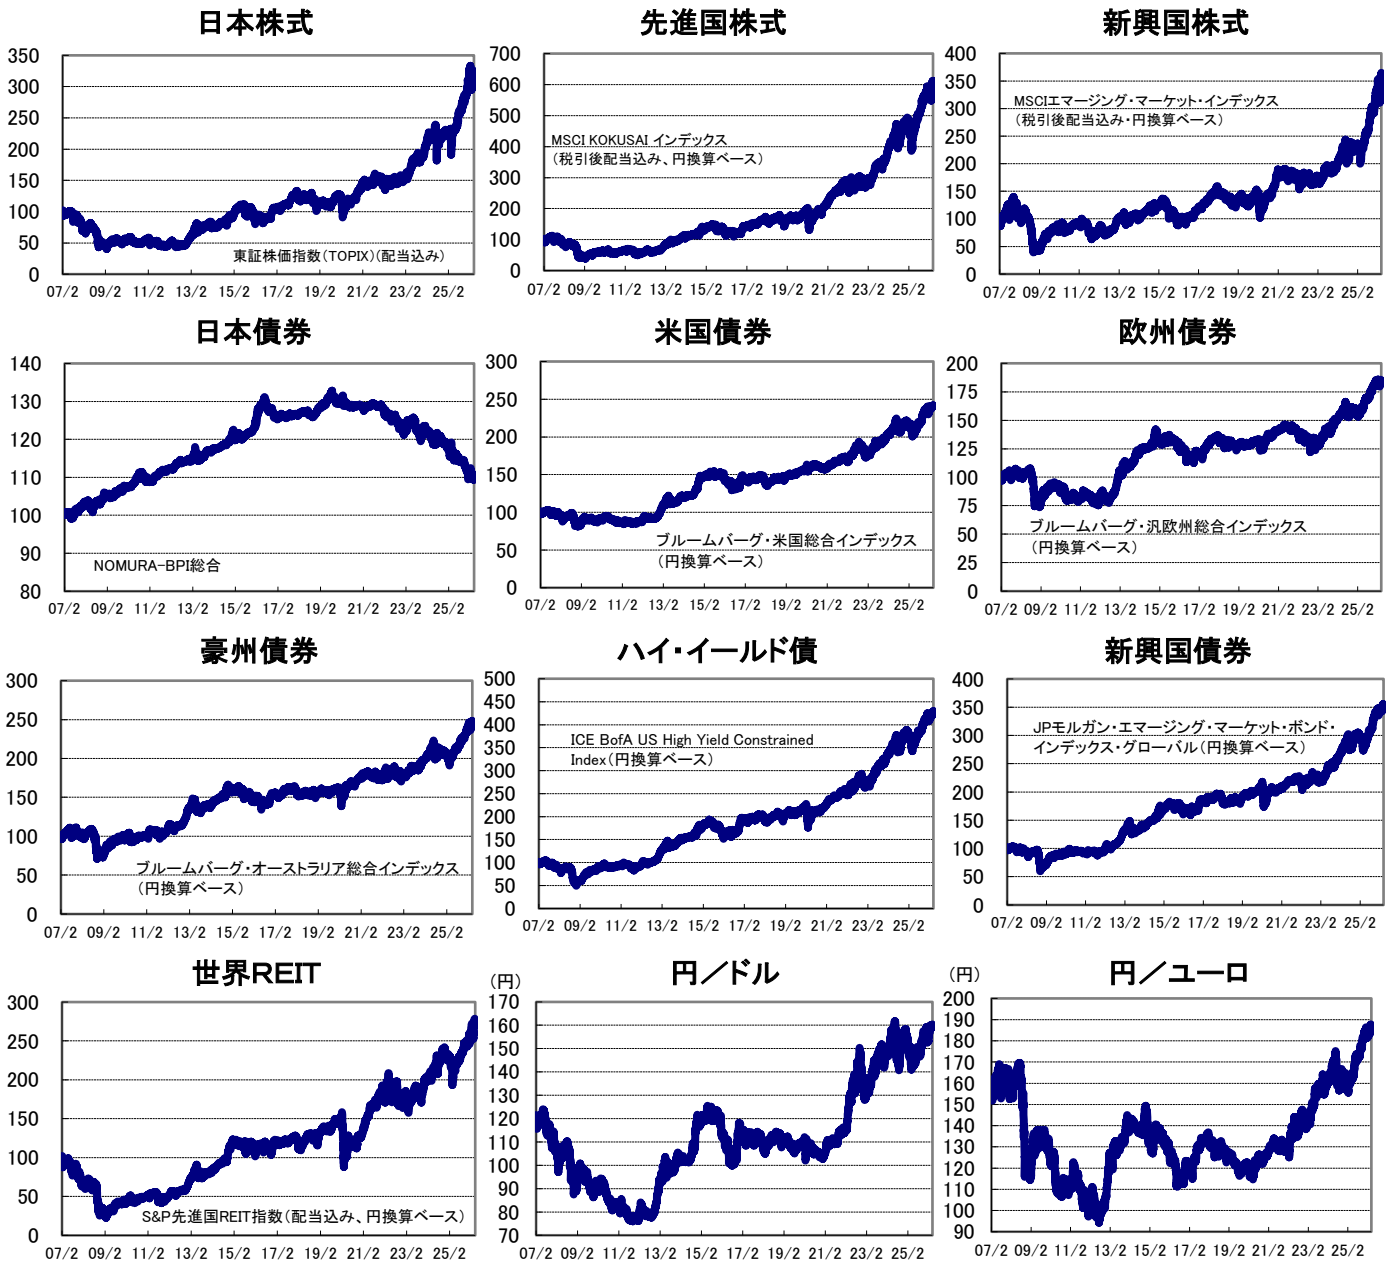 日本株式
350
300
250
200
150
100
50
0
東証株価指数(TOPIX)(配当込み)
07/2 09/2 11/2 13/2 15/2 17/2 19/2 21/2 23/2 25/2
先進国株式
700
600
500
400
300
200
100
0
MSCI KOKUSAI インデックス
(税引後配当込み、円換算ベース)
07/2 09/2 11/2 13/2 15/2 17/2 19/2 21/2 23/2 25/2
新興国株式
400
350
300
250
200
150
100
50
0
MSCIエマージング・マーケット・インデックス
(税引後配当込み・円換算ベース)
07/2 09/2 11/2 13/2 15/2 17/2 19/2 21/2 23/2 25/2
日本債券
140
130
120
110
100
90
80
NOMURA-BPI総合
07/2 09/2 11/2 13/2 15/2 17/2 19/2 21/2 23/2 25/2
米国債券
300
250
200
150
100
50
0
ブルームバーグ・米国総合インデックス
(円換算ベース)
07/2 09/2 11/2 13/2 15/2 17/2 19/2 21/2 23/2 25/2
欧州債券
200
175
150
125
100
75
50
25
0
ブルームバーグ・汎欧州総合インデックス
(円換算ベース)
07/2 09/2 11/2 13/2 15/2 17/2 19/2 21/2 23/2 25/2
豪州債券
300
250
200
150
100
50
0
ブルームバーグ・オーストラリア総合インデックス
(円換算ベース)
07/2 09/2 11/2 13/2 15/2 17/2 19/2 21/2 23/2 25/2
ハイ・イールド債
500
450
400
350
300
250
200
150
100
50
0
ICE BofA US High Yield Constrained
Index(円換算ベース)
07/2 09/2 11/2 13/2 15/2 17/2 19/2 21/2 23/2 25/2
新興国債券
400
350
300
250
200
150
100
50
0
JPモルガン・エマージング・マーケット・ボンド・
インデックス・グローバル(円換算ベース)
07/2 09/2 11/2 13/2 15/2 17/2 19/2 21/2 23/2 25/2
世界REIT
300
250
200
150
100
50
0
S&P先進国REIT指数(配当込み、円換算ベース)
07/2 09/2 11/2 13/2 15/2 17/2 19/2 21/2 23/2 25/2
円／ドル
(円)
170
160
150
140
130
120
110
100
90
80
70
07/2 09/2 11/2 13/2 15/2 17/2 19/2 21/2 23/2 25/2
円／ユーロ
(円)
200
190
180
170
160
150
140
130
120
110
100
90
07/2 09/2 11/2 13/2 15/2 17/2 19/2 21/2 23/2 25/2